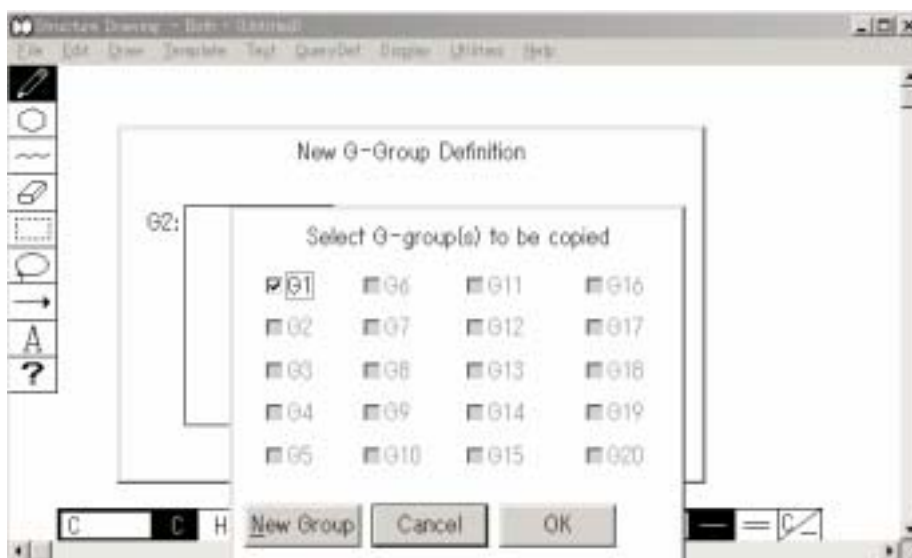 Structure Drawing - Both - (Untitled)
File Edit Draw Template Text QueryDef Display Utilities Help
New G-Group Definition
G2:
Select G-group(s) to be copied
G1 G6 G11 G16
G2 G7 G12 G17
G3 G8 G13 G18
G4 G9 G14 G19
G5 G10 G15 G20
A
?
C C H New Group Cancel OK C